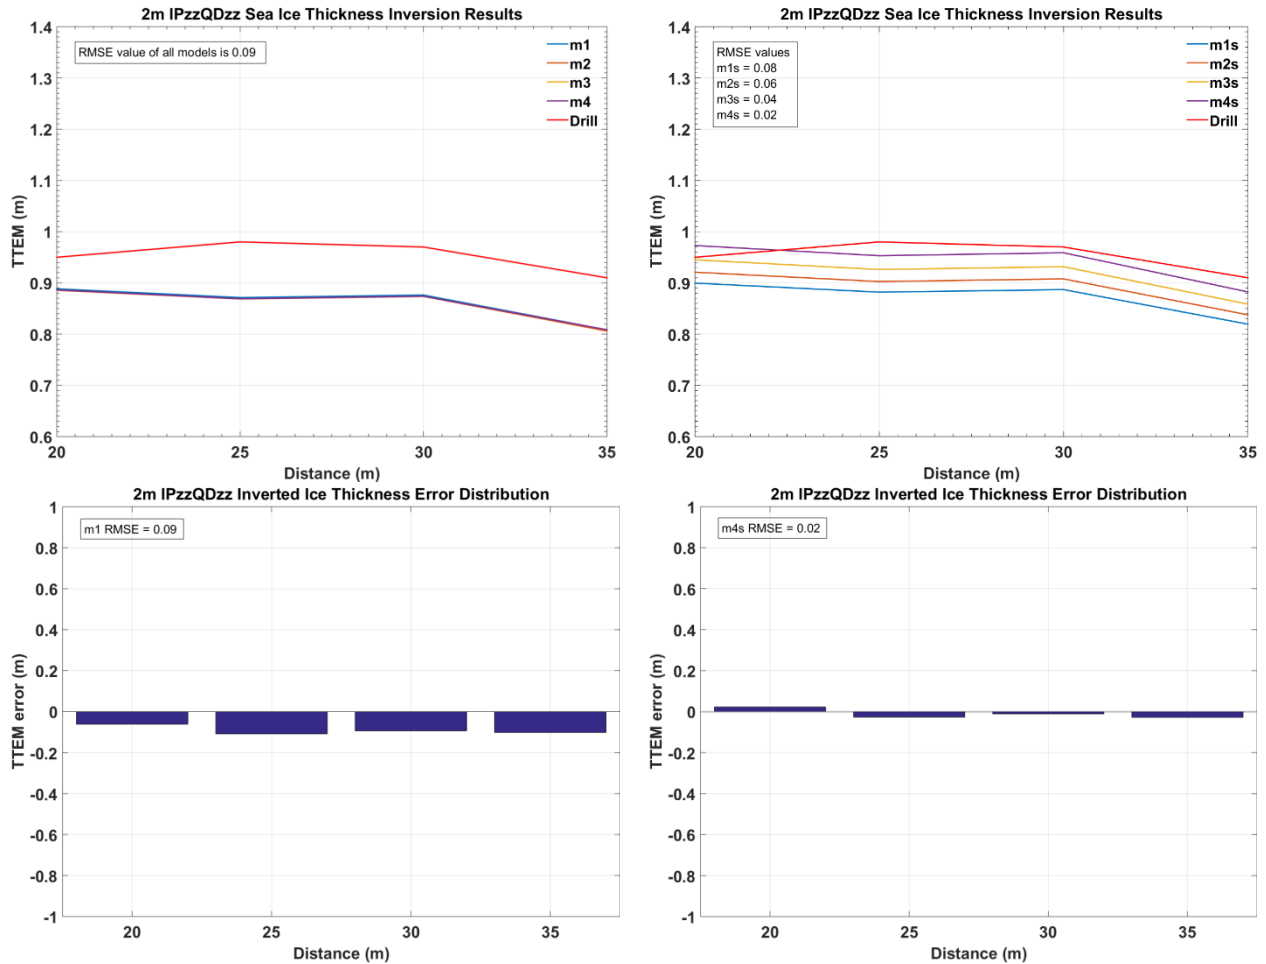 2m IPzzQDzz Sea Ice Thickness Inversion Results
RMSE value of all models is 0.09
m1
m2
m3
m4
Drill
1.4
1.3
1.2
1.1
1
0.9
0.8
0.7
0.6
TTEM (m)
20
25
30
35
Distance (m)
2m IPzzQDzz Sea Ice Thickness Inversion Results
RMSE values
m1s = 0.08
m2s = 0.06
m3s = 0.04
m4s = 0.02
m1s
m2s
m3s
m4s
Drill
1.4
1.3
1.2
1.1
1
0.9
0.8
0.7
0.6
TTEM (m)
20
25
30
35
Distance (m)
2m IPzzQDzz Inverted Ice Thickness Error Distribution
m1 RMSE = 0.09
1
0.8
0.6
0.4
0.2
0
-0.2
-0.4
-0.6
-0.8
-1
TTEM error (m)
20
25
30
35
Distance (m)
2m IPzzQDzz Inverted Ice Thickness Error Distribution
m4s RMSE = 0.02
1
0.8
0.6
0.4
0.2
0
-0.2
-0.4
-0.6
-0.8
-1
TTEM error (m)
20
25
30
35
Distance (m)